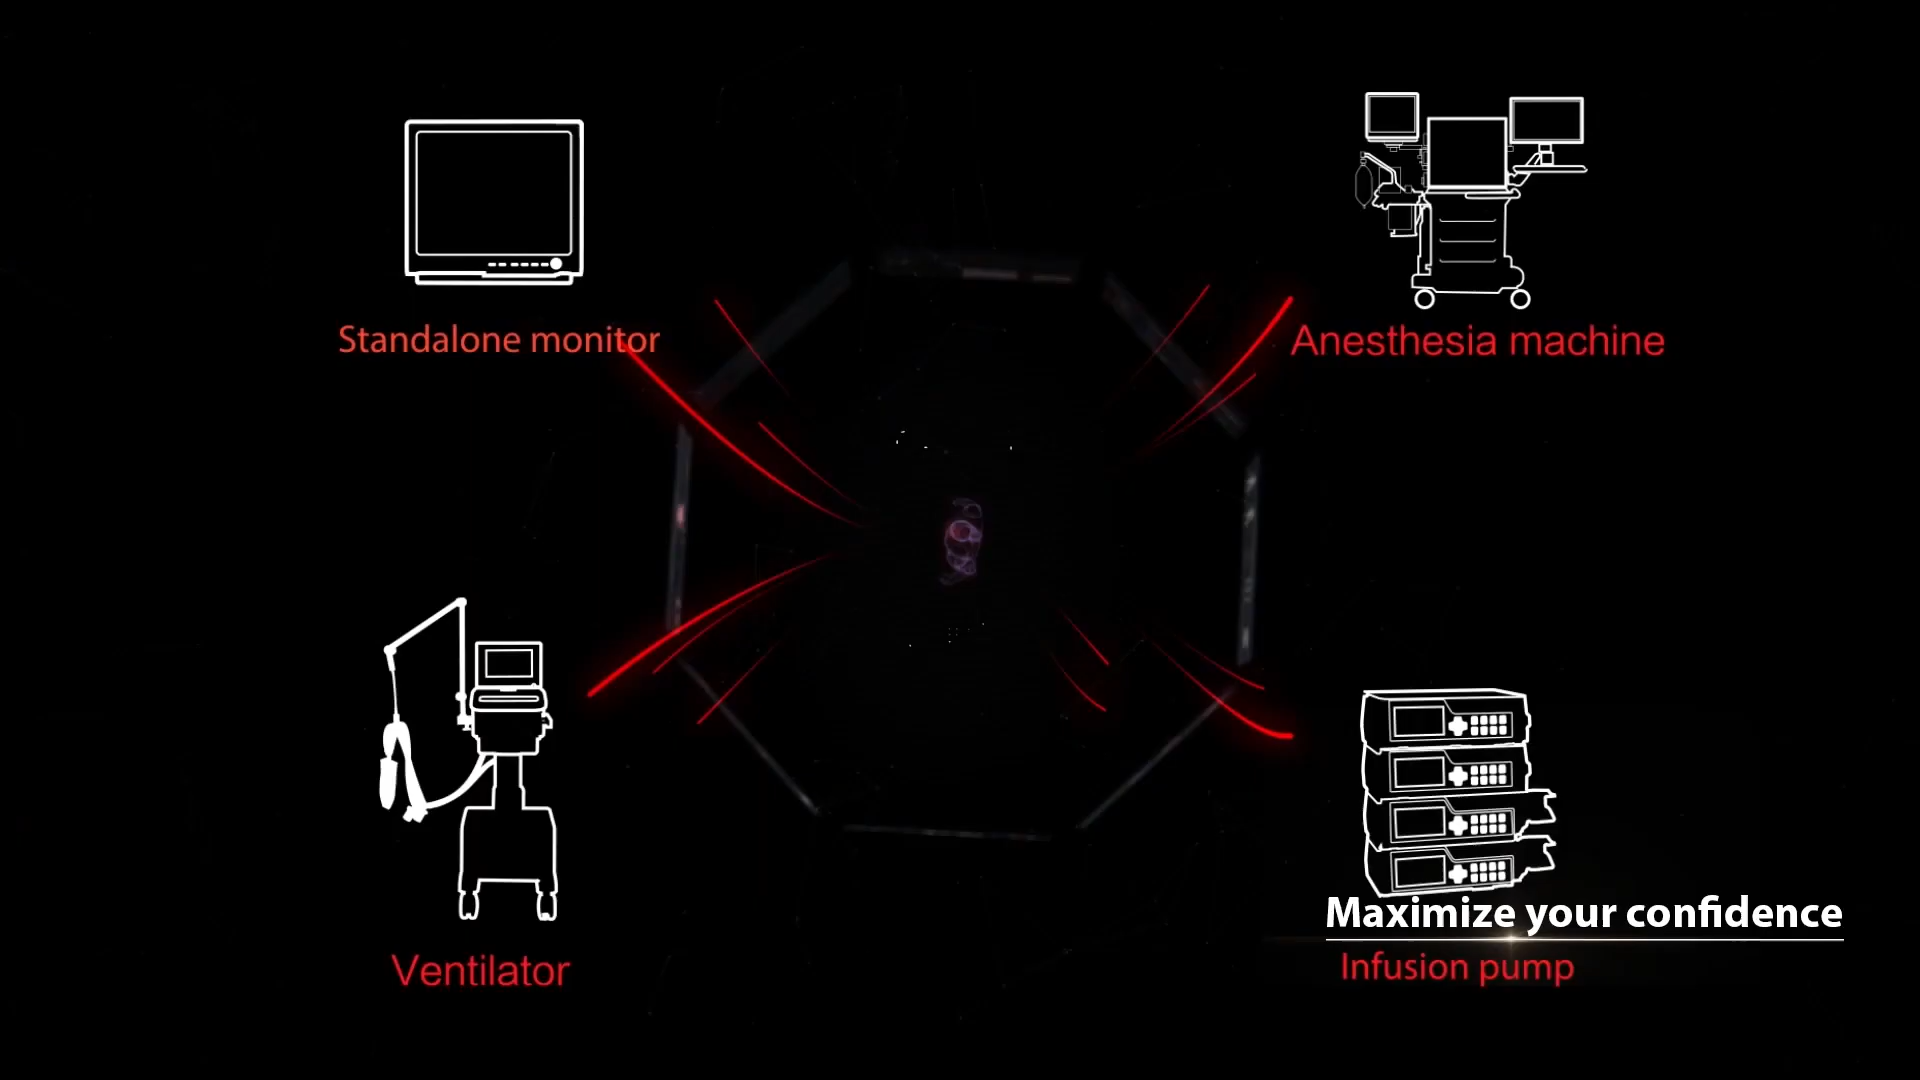 Standalone monitor
Anesthesia machine
Ventilator
Maximize your confidence
Infusion pump